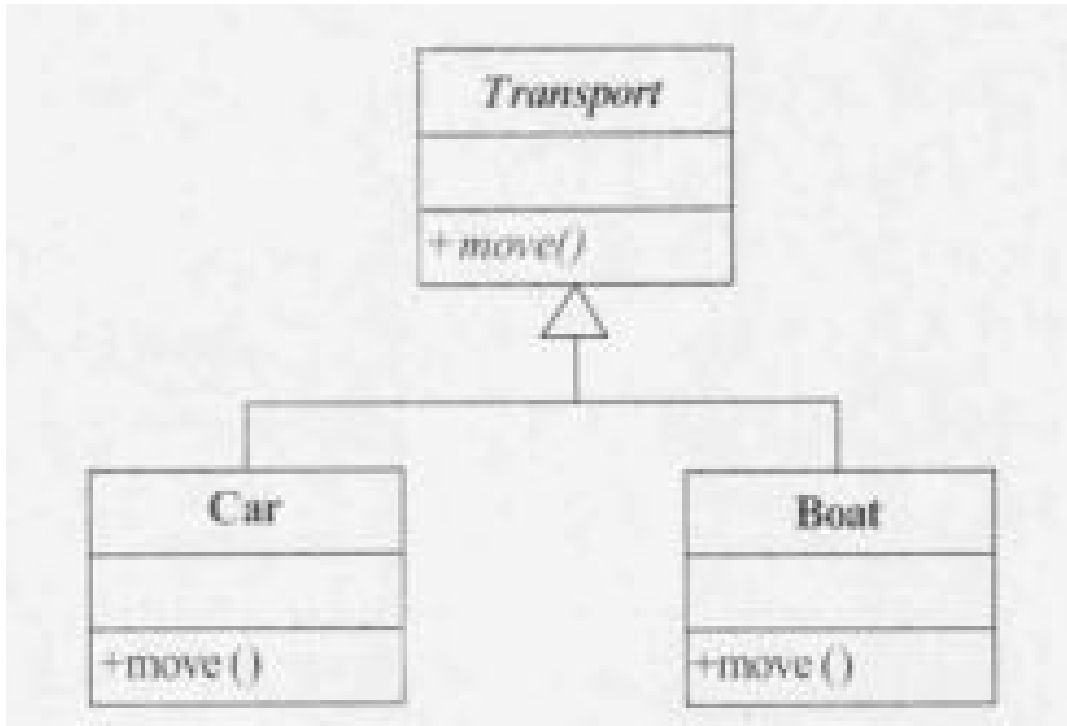 Transport
+move()
Car
Boat
+move ()
+move ()